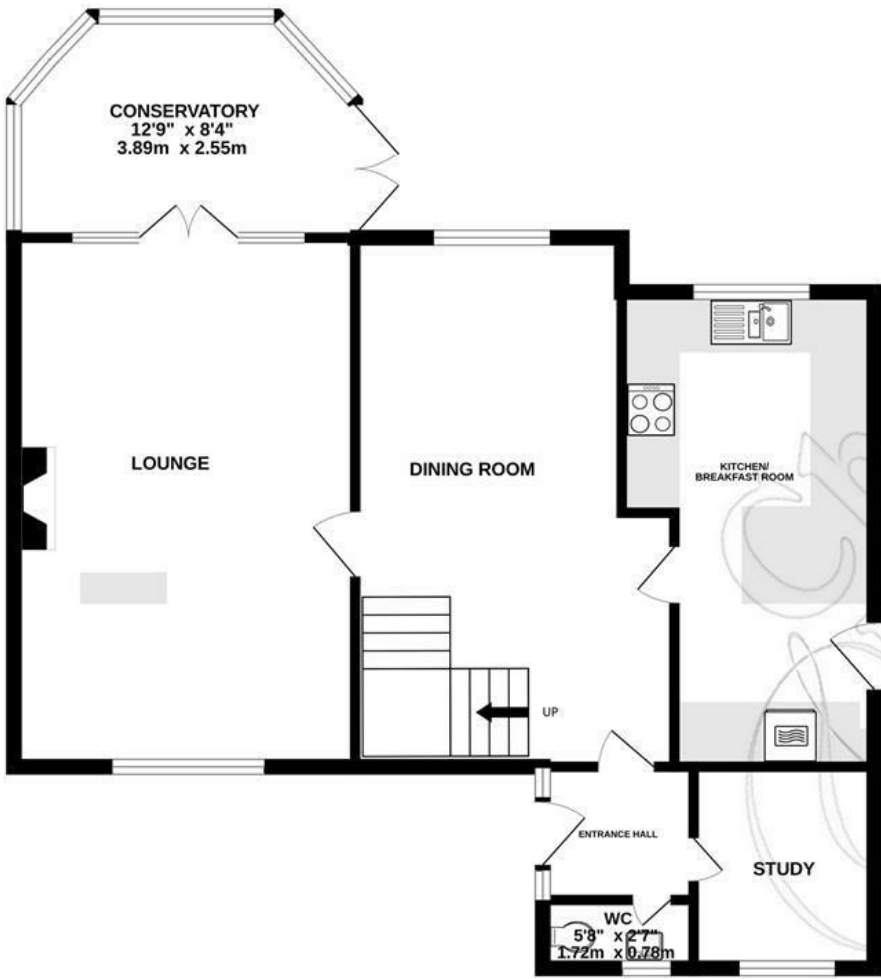 CONSERVATORY
12'9" x 8'4"
3.89m x 2.55m
LOUNGE
DINING ROOM
KITCHEN/
BREAKFAST ROOM
UP
ENTRANCE HALL
STUDY
WC
5'8" x 2'7"
1.72m x 0.78m